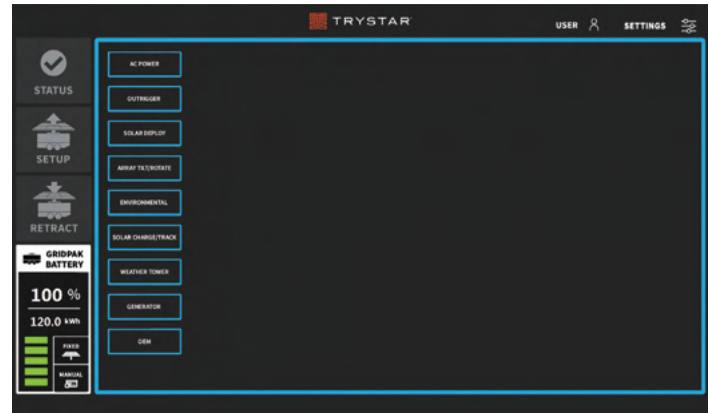 TRYSTAR
USER
SETTINGS
STATUS
SETUP
RETRACT
GRIDPAK
BATTERY
100 %
120.0 kWh
FIXED
MANUAL
AC POWER
OUTRIGGER
SOLAR DEPLOY
ARRAY TILT/ROTATE
ENVIRONMENTAL
SOLAR CHARGE/TRACK
WEATHER TOWER
GENERATOR
OEM